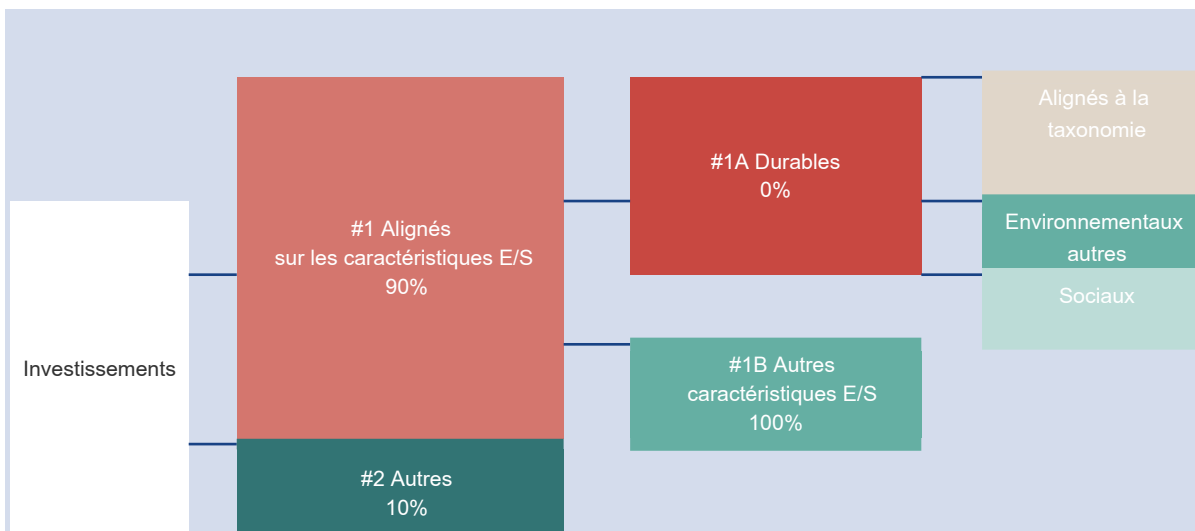 Investissements
#1 Alignés
sur les caractéristiques E/S
90%
#2 Autres
10%
#1A Durables
0%
#1B Autres
caractéristiques E/S
100%
Alignés à la
taxonomie
Environnementaux
autres
Sociaux